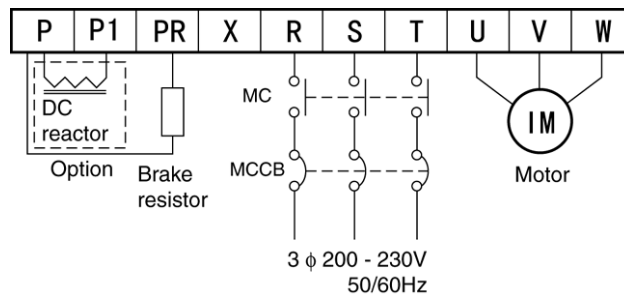 P P1 PR X R S T U V W
DC
reactor
Option
Brake
resistor
MC
MCCB
IM
Motor
3 ϕ 200 - 230V
50/60Hz